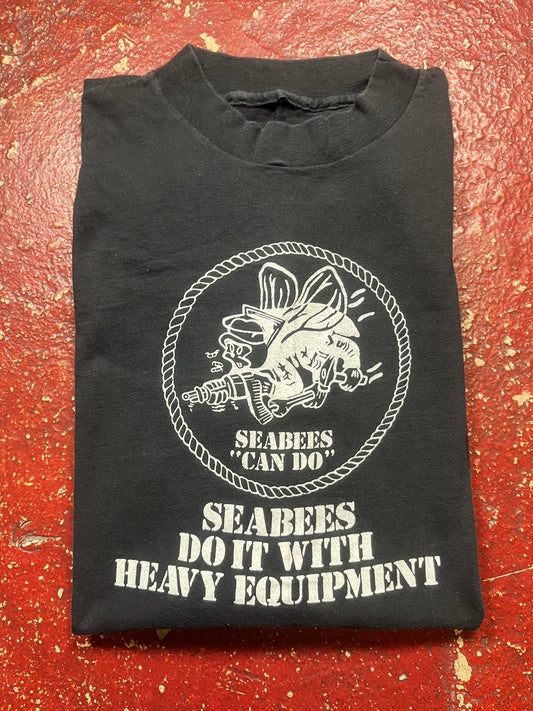 SEABEES
"CAN DO"
SEABEES
DO IT WITH
HEAVY EQUIPMENT